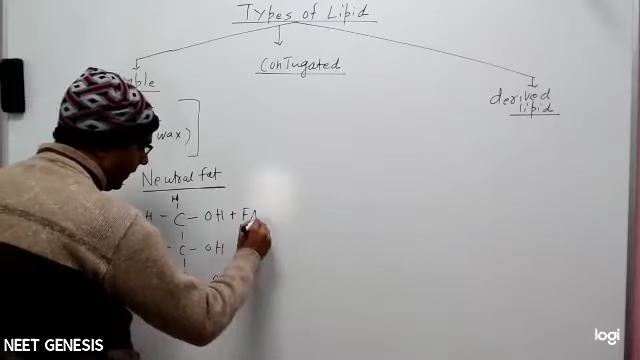 Types of Lipid
Conjugated
derived
lipid
wax)
Neutral fat
H
H - C - OH + FA
- C - OH
NEET GENESIS
logi